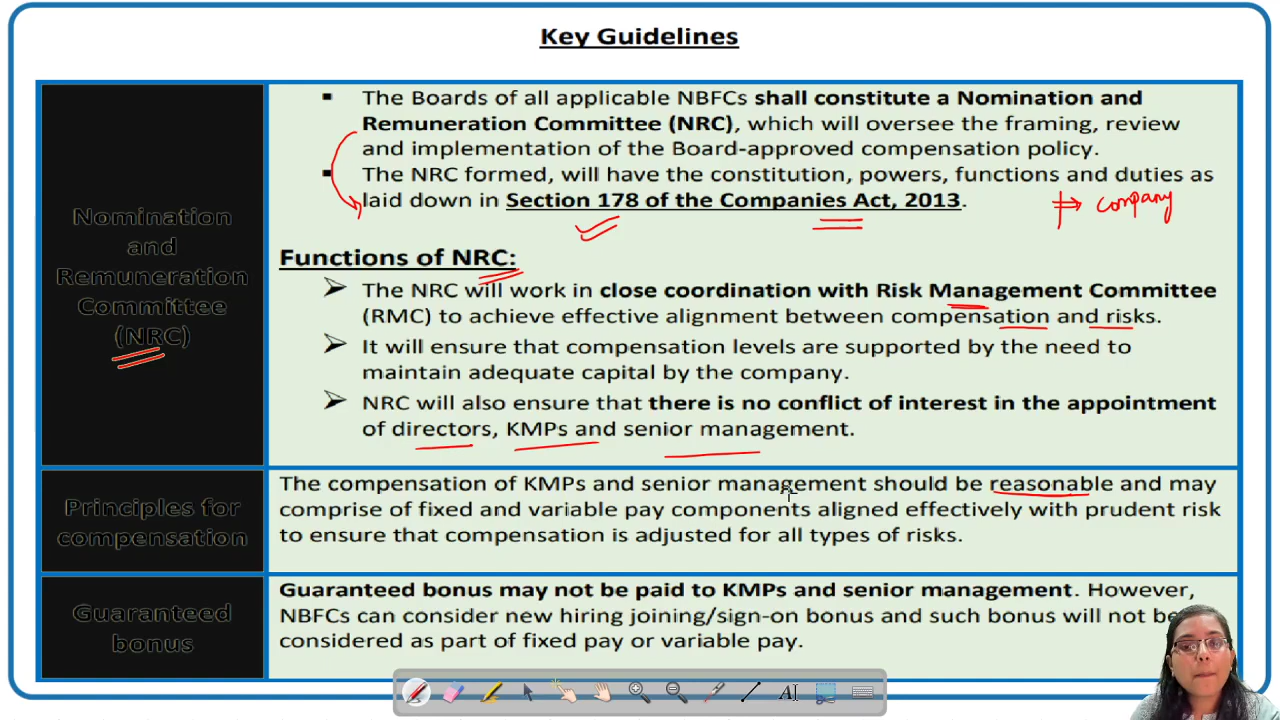 Key Guidelines
Nomination
and
Remuneration
Committee
(NRC)
▪ The Boards of all applicable NBFCs shall constitute a Nomination and
Remuneration Committee (NRC), which will oversee the framing, review
and implementation of the Board-approved compensation policy.
▪ The NRC formed, will have the constitution, powers, functions and duties as
laid down in Section 178 of the Companies Act, 2013.
company
Functions of NRC:
➢ The NRC will work in close coordination with Risk Management Committee
(RMC) to achieve effective alignment between compensation and risks.
➢ It will ensure that compensation levels are supported by the need to
maintain adequate capital by the company.
➢ NRC will also ensure that there is no conflict of interest in the appointment
of directors, KMPs and senior management.
Principles for
compensation
The compensation of KMPs and senior management should be reasonable and may
comprise of fixed and variable pay components aligned effectively with prudent risk
to ensure that compensation is adjusted for all types of risks.
Guaranteed
bonus
Guaranteed bonus may not be paid to KMPs and senior management. However,
NBFCs can consider new hiring joining/sign-on bonus and such bonus will not be
considered as part of fixed pay or variable pay.